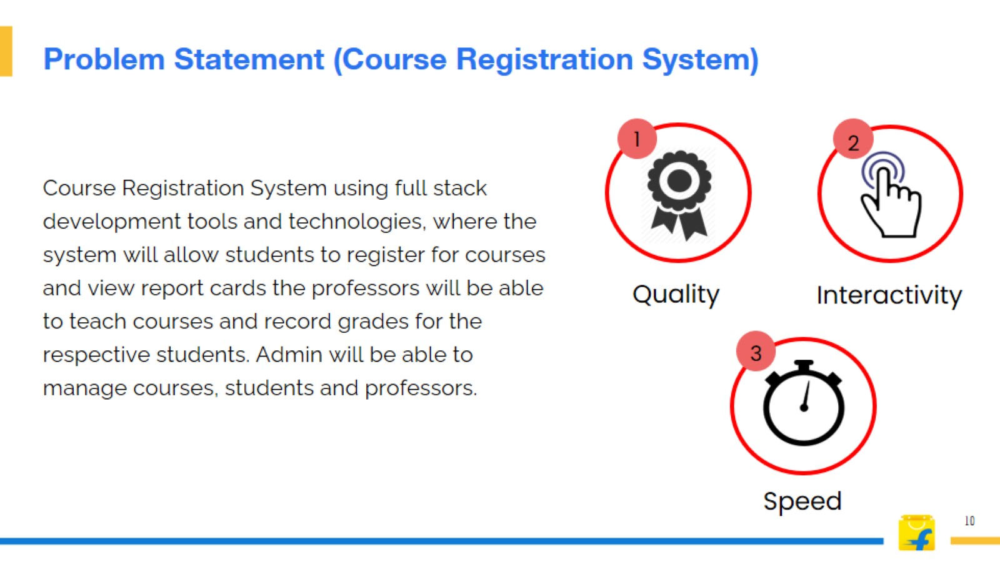 Problem Statement (Course Registration System)
Course Registration System using full stack
development tools and technologies, where the
system will allow students to register for courses
and view report cards the professors will be able
to teach courses and record grades for the
respective students. Admin will be able to
manage courses, students and professors.
1
Quality
2
Interactivity
3
Speed
f
10